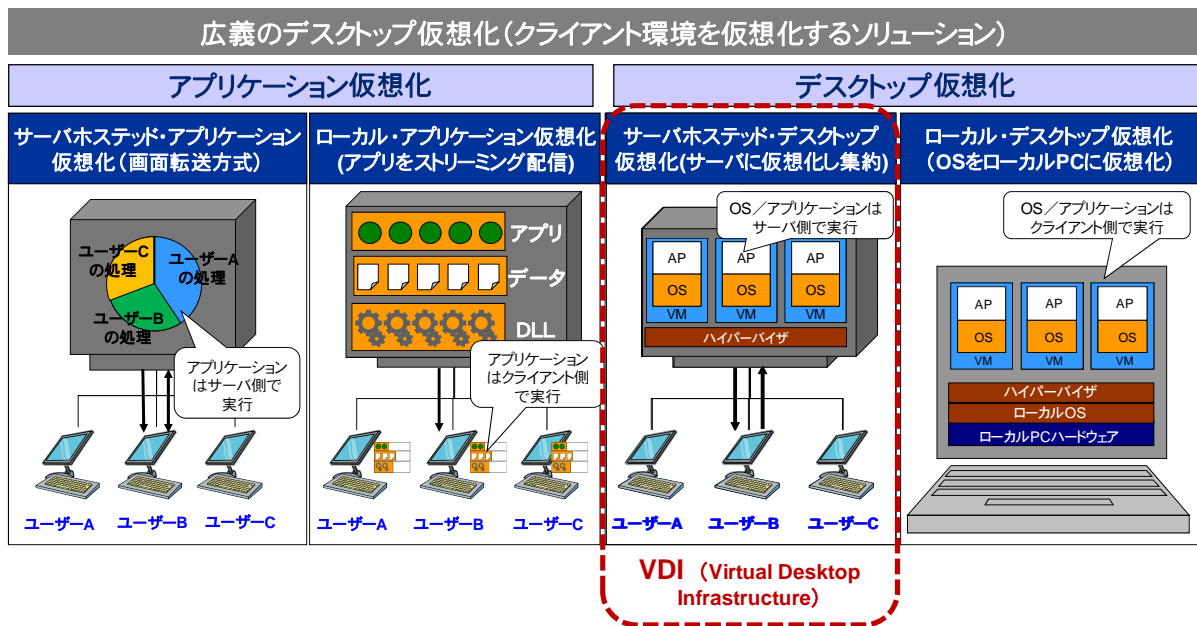 広義のデスクトップ仮想化(クライアント環境を仮想化するソリューション)
アプリケーション仮想化
デスクトップ仮想化
サーバホステッド・アプリケーション
仮想化(画面転送方式)
ユーザーC
の処理
ユーザーA
の処理
ユーザーB
の処理
アプリケーション
はサーバ側で
実行
ユーザーA
ユーザーB
ユーザーC
ローカル・アプリケーション仮想化
(アプリをストリーミング配信)
アプリ
データ
DLL
アプリケーション
はクライアント側
で実行
ユーザーA
ユーザーB
ユーザーC
サーバホステッド・デスクトップ
仮想化(サーバに仮想化し集約)
OS/アプリケーションは
サーバ側で実行
AP
AP
AP
OS
OS
OS
VM
VM
VM
ハイパーバイザ
ユーザーA
ユーザーB
ユーザーC
VDI (Virtual Desktop
Infrastructure)
ローカル・デスクトップ仮想化
(OSをローカルPCに仮想化)
OS/アプリケーションは
クライアント側で実行
AP
AP
AP
OS
OS
OS
VM
VM
VM
ハイパーバイザ
ローカルOS
ローカルPCハードウェア